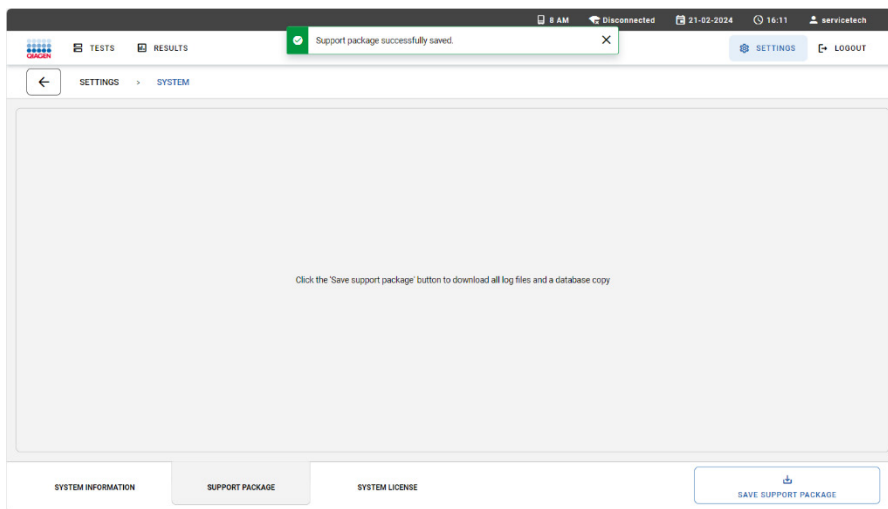 8 AM Disconnected 21-02-2024 16:11 servicetech
QIAGEN TESTS RESULTS Support package successfully saved. SETTINGS LOGOUT
SETTINGS > SYSTEM
Click the 'Save support package' button to download all log files and a database copy
SYSTEM INFORMATION SUPPORT PACKAGE SYSTEM LICENSE SAVE SUPPORT PACKAGE